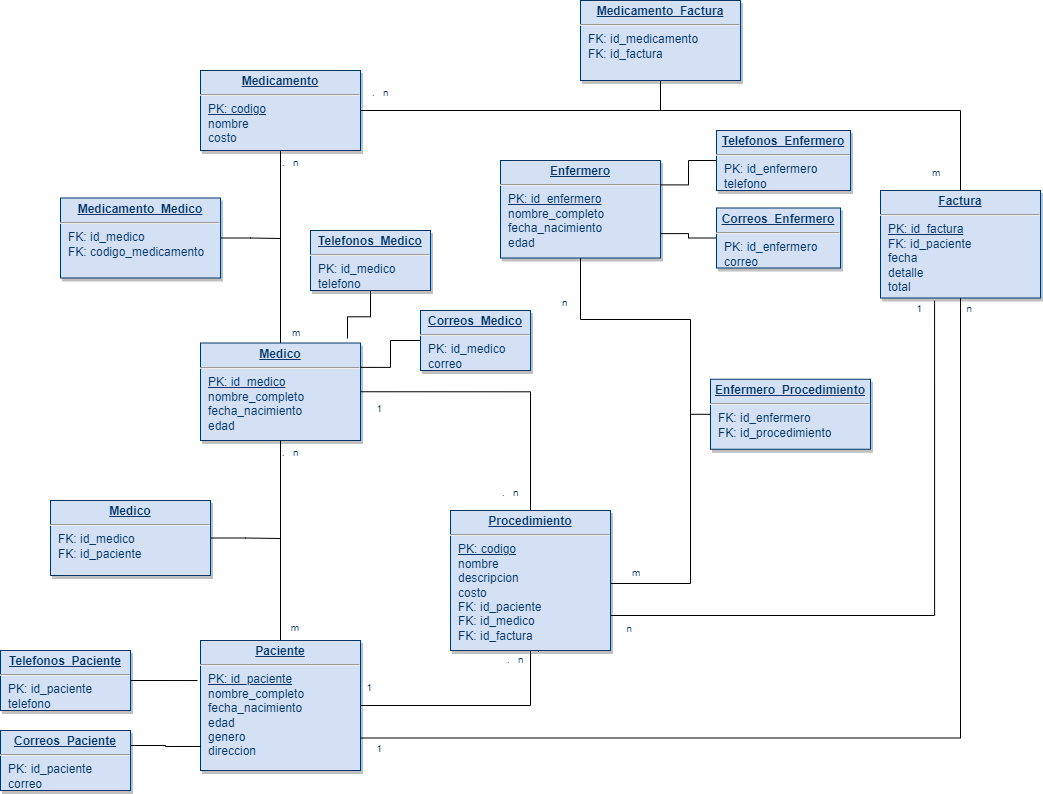 Medicamento_Factura
FK: id_medicamento
FK: id_factura
Medicamento
PK: codigo
nombre
costo
. n
. n
Telefonos_Enfermero
PK: id_enfermero
telefono
Enfermero
PK: id_enfermero
nombre_completo
fecha_nacimiento
edad
m
Factura
PK: id_factura
FK: id_paciente
fecha
detalle
total
Correos_Enfermero
PK: id_enfermero
correo
Medicamento_Medico
FK: id_medico
FK: codigo_medicamento
Telefonos_Medico
PK: id_medico
telefono
n
1
n
Correos_Medico
PK: id_medico
correo
m
Medico
PK: id_medico
nombre_completo
fecha_nacimiento
edad
1
. n
Enfermero_Procedimiento
FK: id_enfermero
FK: id_procedimiento
. n
Medico
FK: id_medico
FK: id_paciente
Procedimiento
PK: codigo
nombre
descripcion
costo
FK: id_paciente
FK: id_medico
FK: id_factura
m
n
. n
m
Paciente
PK: id_paciente
nombre_completo
fecha_nacimiento
edad
genero
direccion
1
1
Telefonos_Paciente
PK: id_paciente
telefono
Correos_Paciente
PK: id_paciente
correo